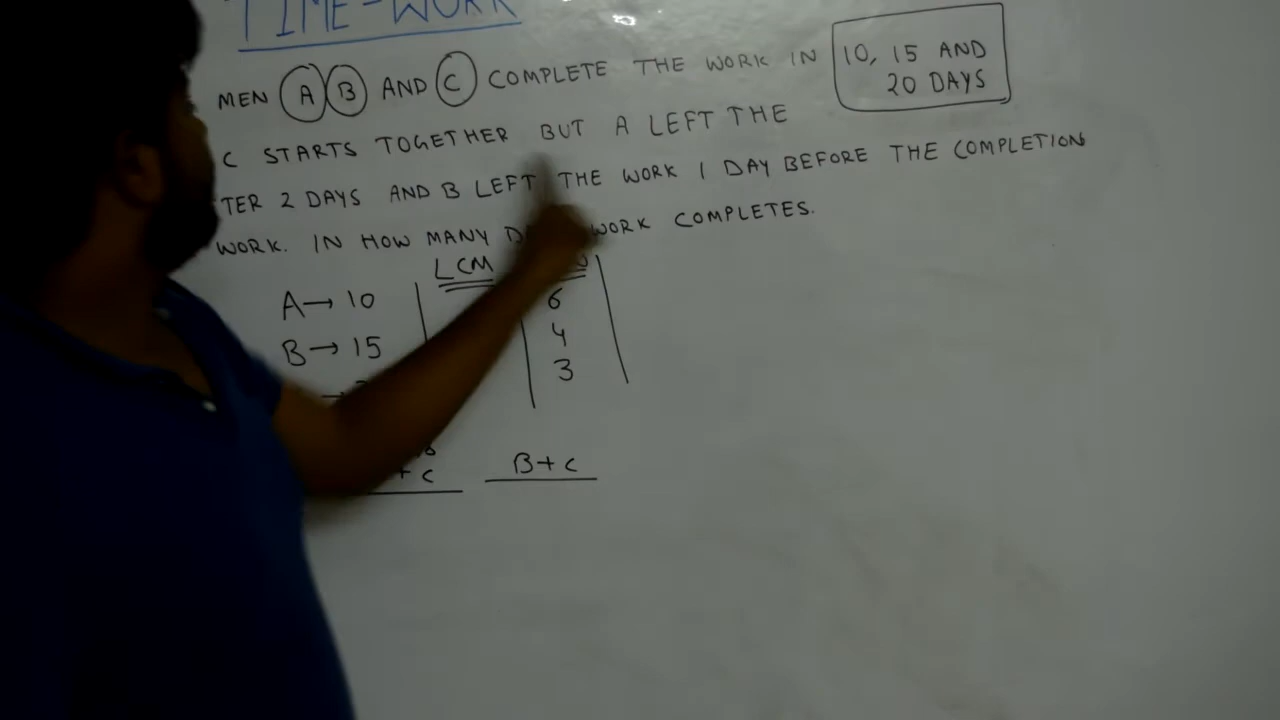 TIME-WORK
MEN A B AND C COMPLETE THE WORK IN 10, 15 AND
20 DAYS
C STARTS TOGETHER BUT A LEFT THE
TER 2 DAYS AND B LEFT THE WORK 1 DAY BEFORE THE COMPLETION
WORK. IN HOW MANY WORK COMPLETES.
LCM
A→10 6
B→15 4
3
+ C B+C